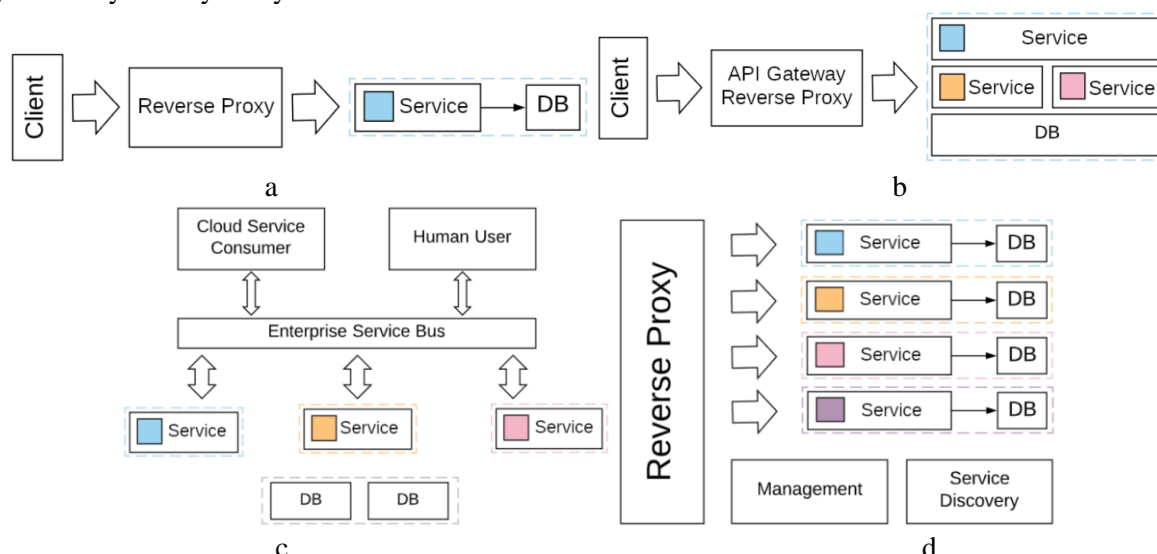 Client
Reverse Proxy
Service
DB
Client
API Gateway
Reverse Proxy
Service
Service
Service
DB
a
b
Cloud Service
Consumer
Human User
Enterprise Service Bus
Service
Service
Service
DB
DB
c
Reverse Proxy
Service
DB
Service
DB
Service
DB
Service
DB
Management
Service
Discovery
d